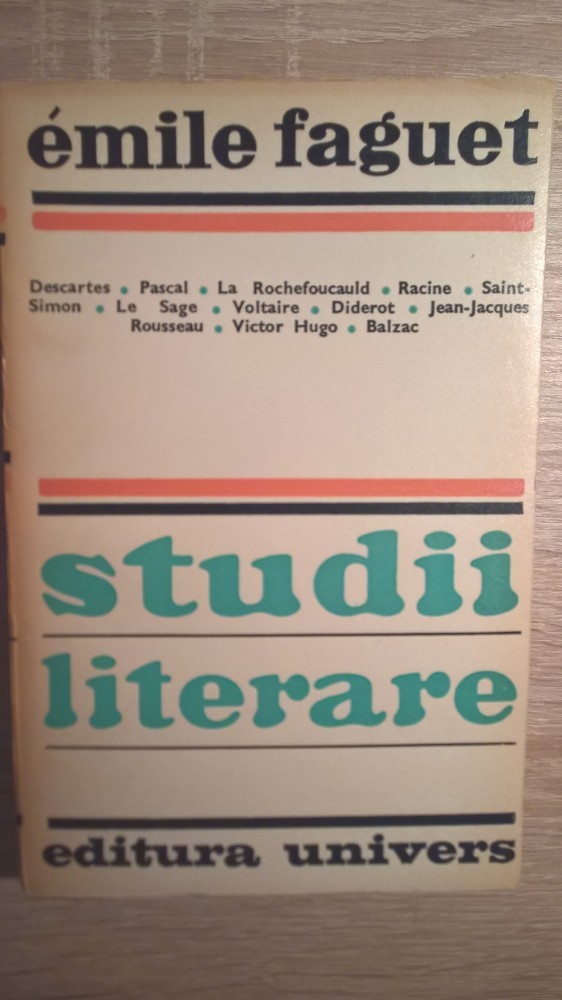 émile faguet
Descartes • Pascal • La Rochefoucauld • Racine • Saint-
Simon • Le Sage • Voltaire • Diderot • Jean-Jacques
Rousseau • Victor Hugo • Balzac
studii
literare
editura univers